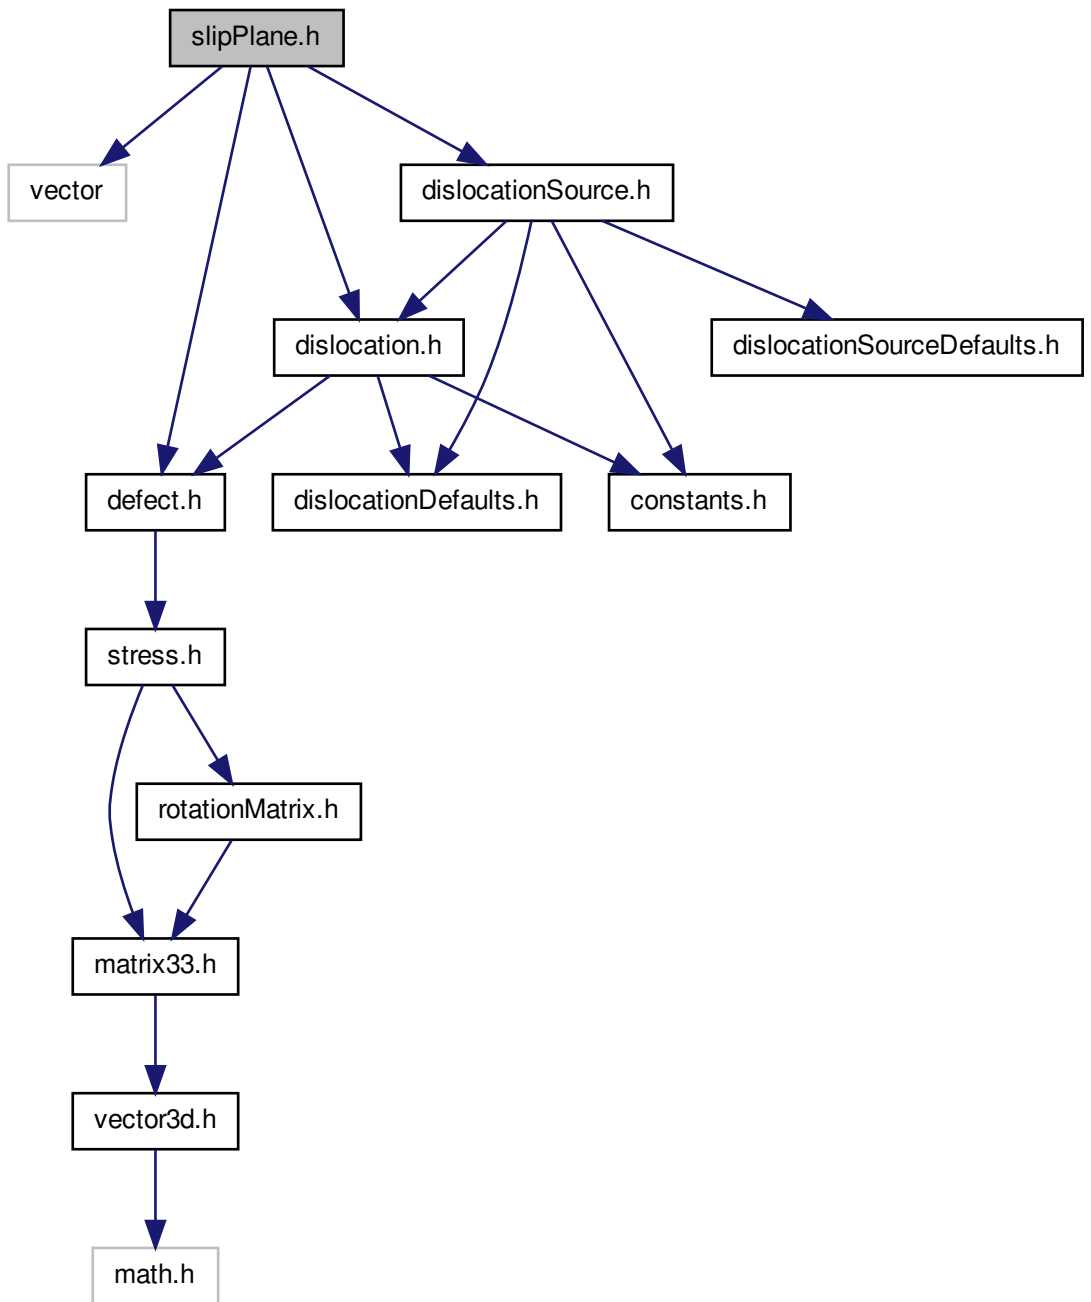 slipPlane.h
vector
dislocationSource.h
dislocation.h
dislocationSourceDefaults.h
defect.h
dislocationDefaults.h
constants.h
stress.h
rotationMatrix.h
matrix33.h
vector3d.h
math.h